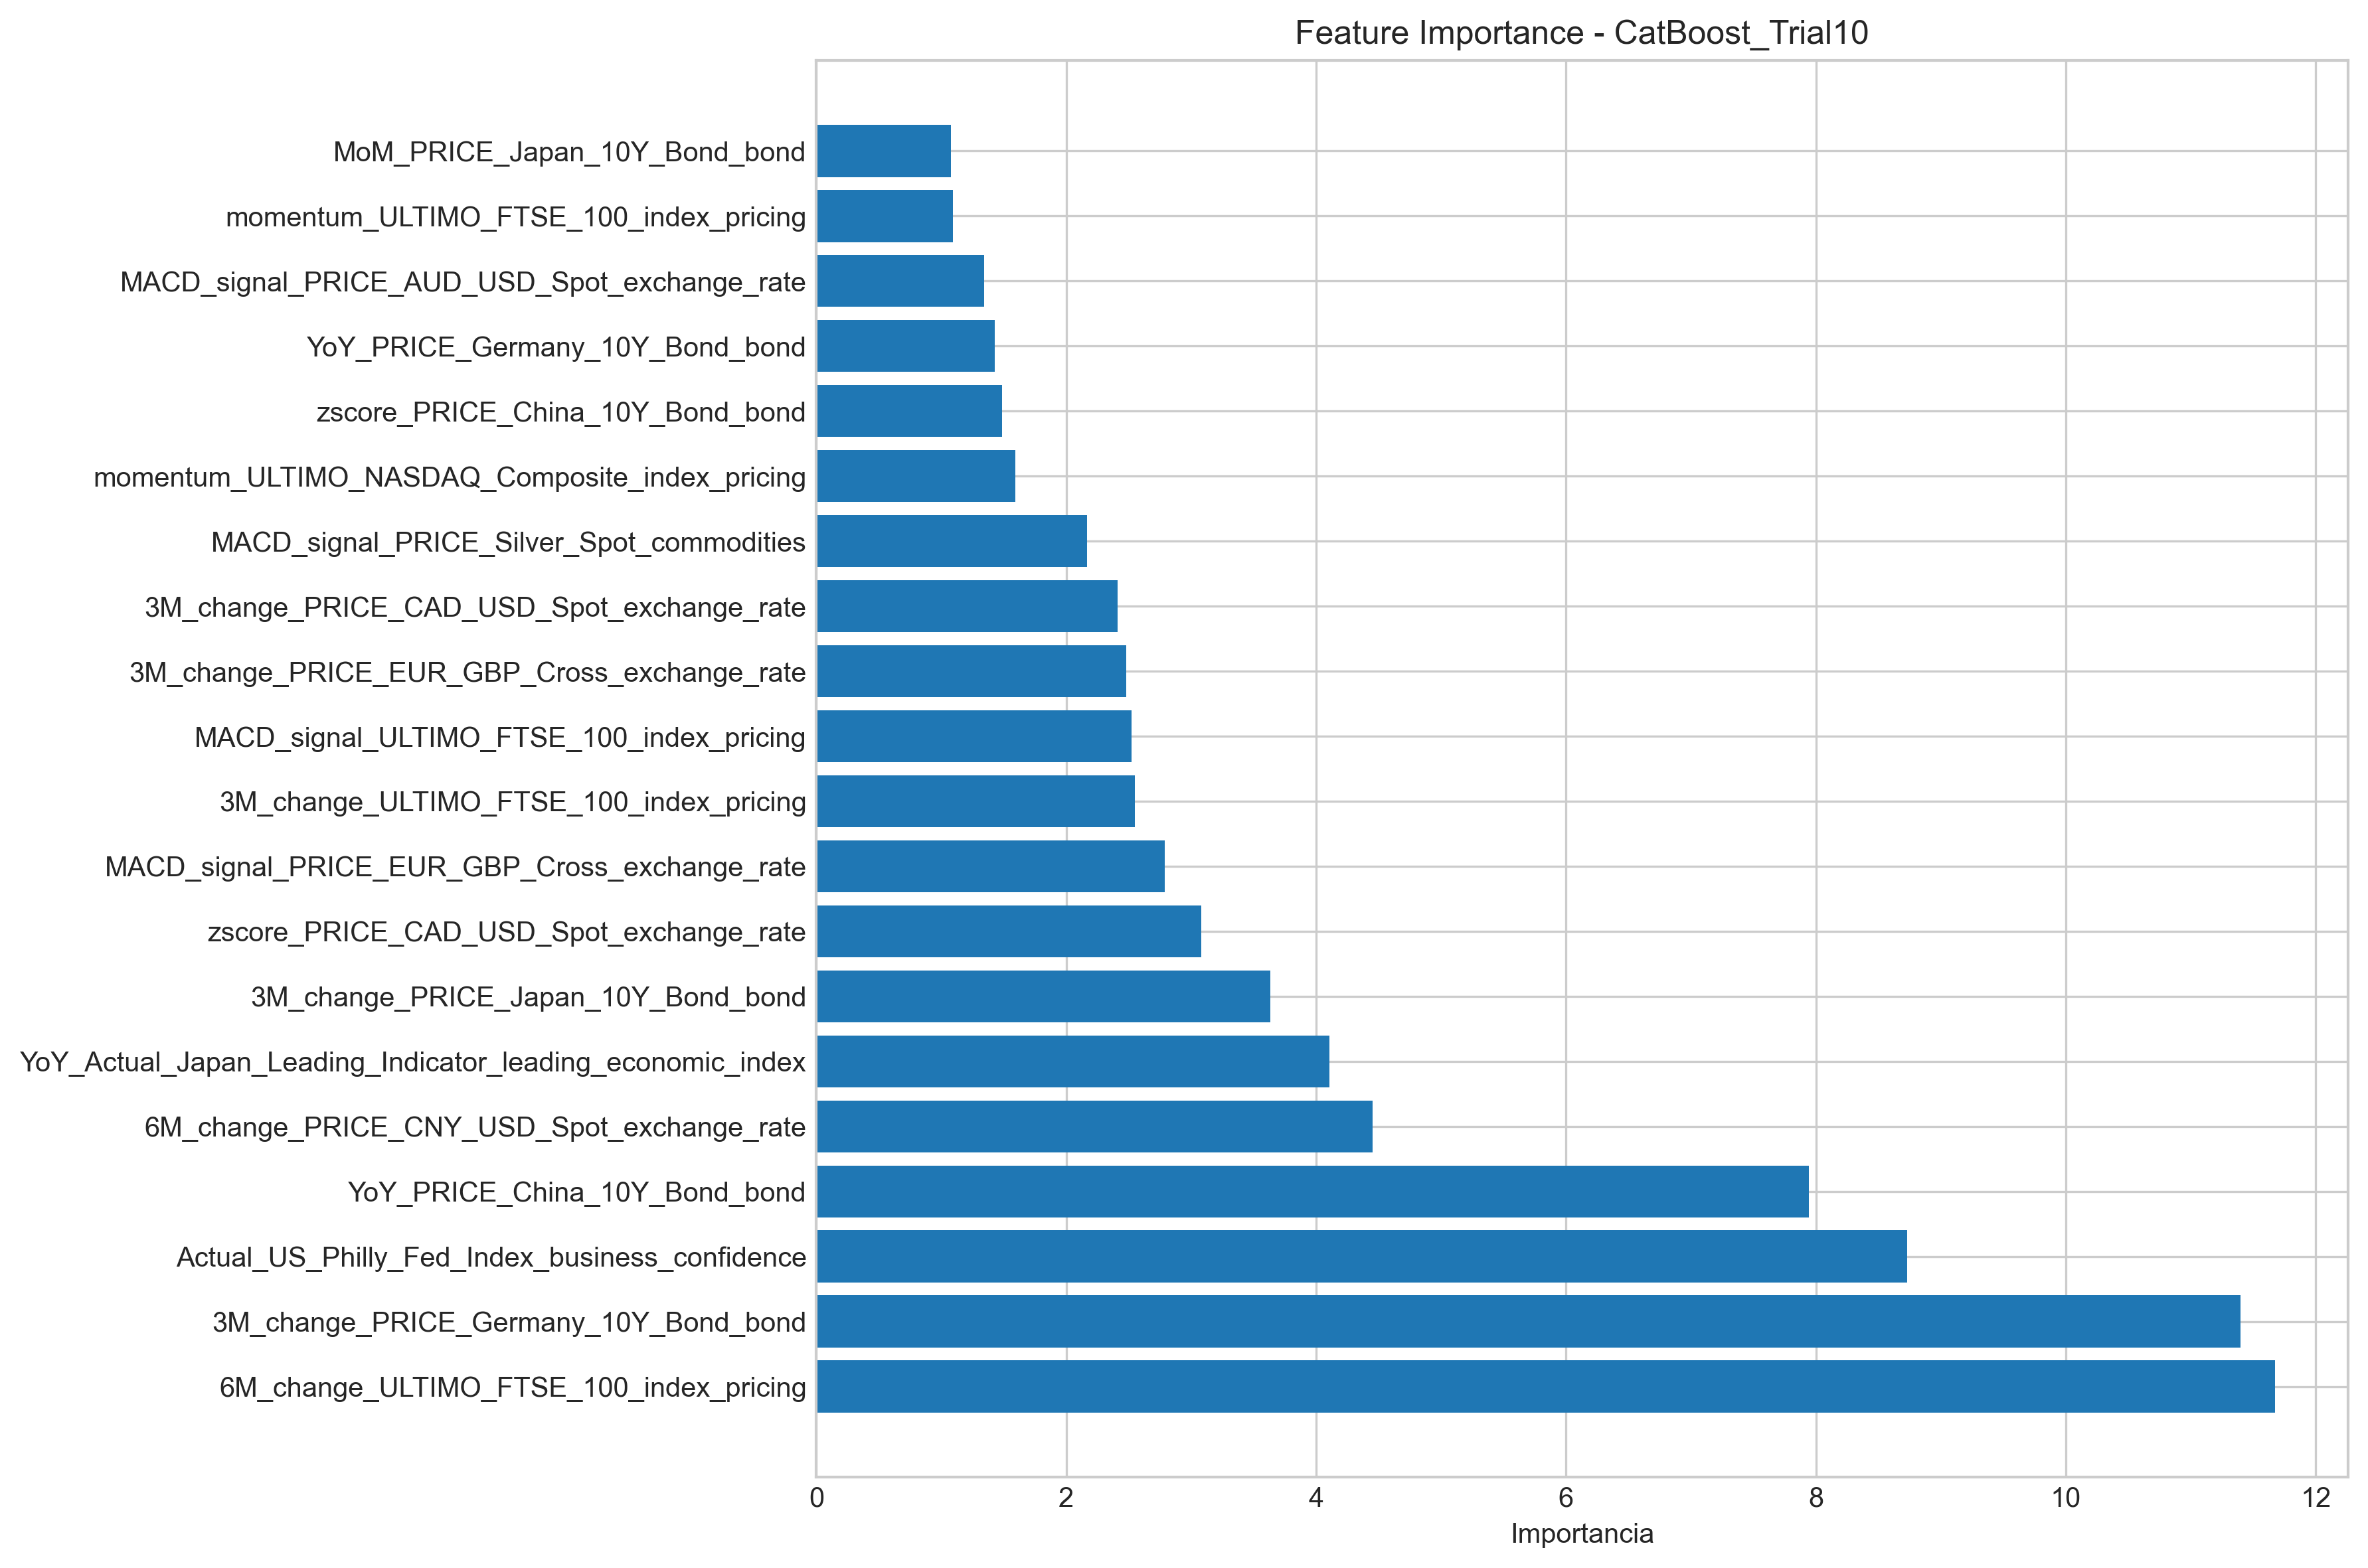 Feature Importance - CatBoost_Trial10
MoM_PRICE_Japan_10Y_Bond_bond
momentum_ULTIMO_FTSE_100_index_pricing
MACD_signal_PRICE_AUD_USD_Spot_exchange_rate
YoY_PRICE_Germany_10Y_Bond_bond
zscore_PRICE_China_10Y_Bond_bond
momentum_ULTIMO_NASDAQ_Composite_index_pricing
MACD_signal_PRICE_Silver_Spot_commodities
3M_change_PRICE_CAD_USD_Spot_exchange_rate
3M_change_PRICE_EUR_GBP_Cross_exchange_rate
MACD_signal_ULTIMO_FTSE_100_index_pricing
3M_change_ULTIMO_FTSE_100_index_pricing
MACD_signal_PRICE_EUR_GBP_Cross_exchange_rate
zscore_PRICE_CAD_USD_Spot_exchange_rate
3M_change_PRICE_Japan_10Y_Bond_bond
YoY_Actual_Japan_Leading_Indicator_leading_economic_index
6M_change_PRICE_CNY_USD_Spot_exchange_rate
YoY_PRICE_China_10Y_Bond_bond
Actual_US_Philly_Fed_Index_business_confidence
3M_change_PRICE_Germany_10Y_Bond_bond
6M_change_ULTIMO_FTSE_100_index_pricing
0 2 4 6 8 10 12
Importancia